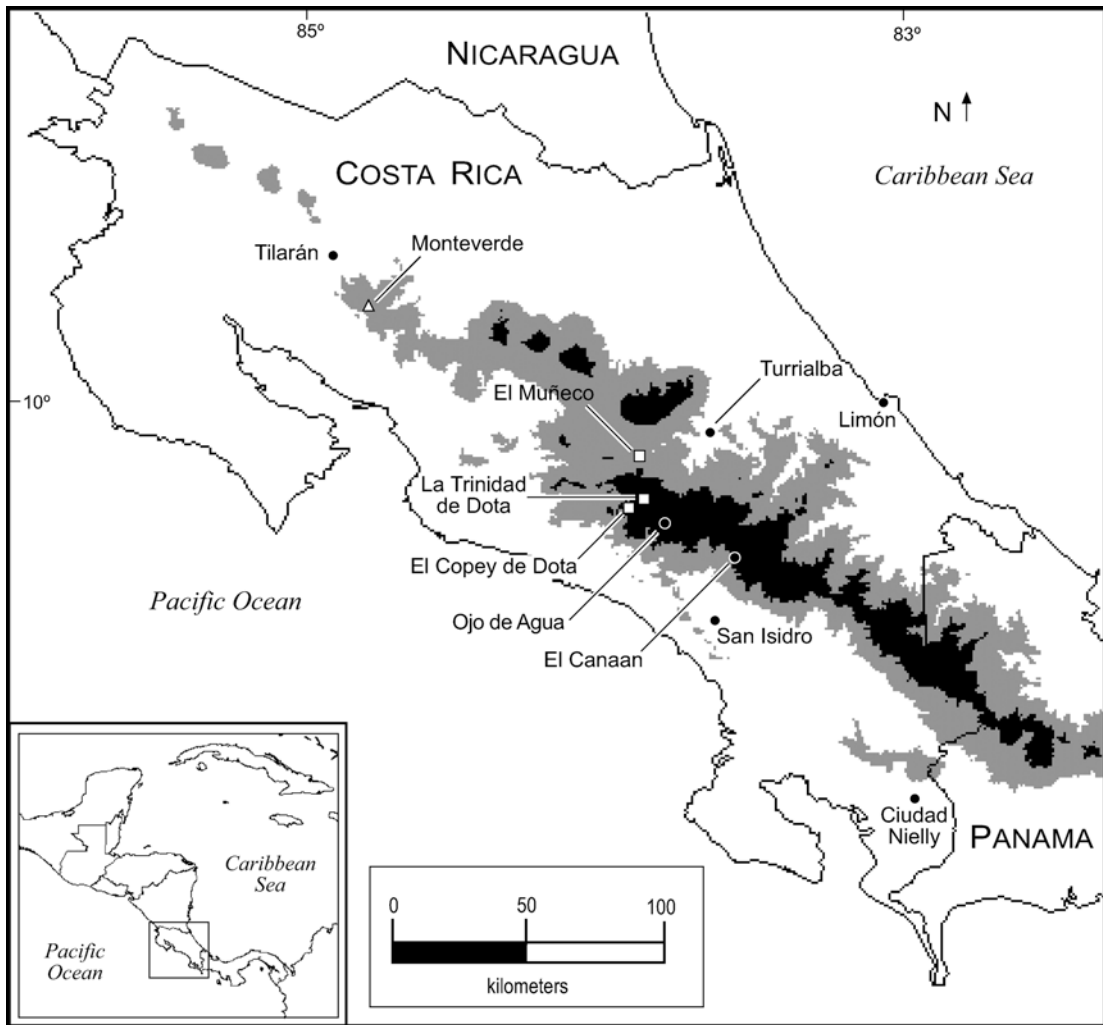 85º
83º
NICARAGUA
N
COSTA RICA
Caribbean Sea
Monteverde
Tilarán
Turrialba
El Muñeco
10º
Limón
La Trinidad
de Dota
El Copey de Dota
Pacific Ocean
Ojo de Agua
San Isidro
El Canaan
Ciudad
Nielly
PANAMA
Caribbean
Sea
Pacific
Ocean
0
50
100
kilometers